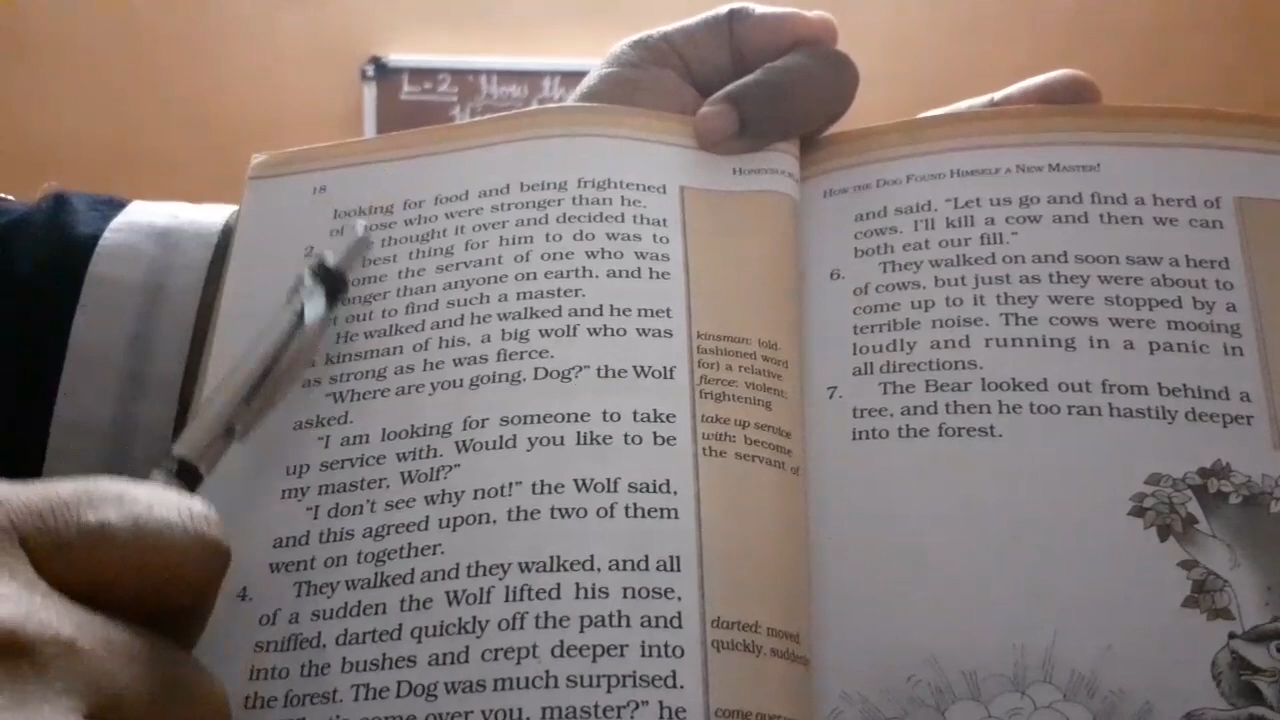 L-2 How the
18
HONEYSUCK
looking for food and being frightened
of those who were stronger than he.
2. thought it over and decided that
best thing for him to do was to
ome the servant of one who was
onger than anyone on earth, and he
t out to find such a master.
He walked and he walked and he met
a kinsman of his, a big wolf who was
as strong as he was fierce.
"Where are you going, Dog?" the Wolf
asked.
"I am looking for someone to take
up service with. Would you like to be
my master, Wolf?"
"I don't see why not!" the Wolf said,
and this agreed upon, the two of them
went on together.
4. They walked and they walked, and all
of a sudden the Wolf lifted his nose,
sniffed, darted quickly off the path and
into the bushes and crept deeper into
the forest. The Dog was much surprised.
come over you, master?" he
kinsman: (old
fashioned word
for) a relative
fierce: violent;
frightening
take up service
with: become
the servant of
darted: moved
quickly, suddenly
come over
HOW THE DOG FOUND HIMSELF A NEW MASTER!
and said, "Let us go and find a herd of
cows. I'll kill a cow and then we can
both eat our fill."
6. They walked on and soon saw a herd
of cows, but just as they were about to
come up to it they were stopped by a
terrible noise. The cows were mooing
loudly and running in a panic in
all directions.
7. The Bear looked out from behind a
tree, and then he too ran hastily deeper
into the forest.